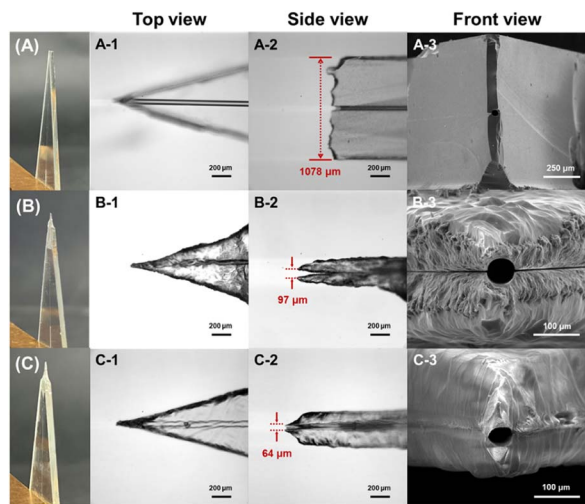 Top view Side view Front view
(A) A-1 A-2 A-3
1078 µm
200 µm 200 µm 250 µm
(B) B-1 B-2 B-3
97 µm
200 µm 200 µm 100 µm
(C) C-1 C-2 C-3
64 µm
200 µm 200 µm 100 µm